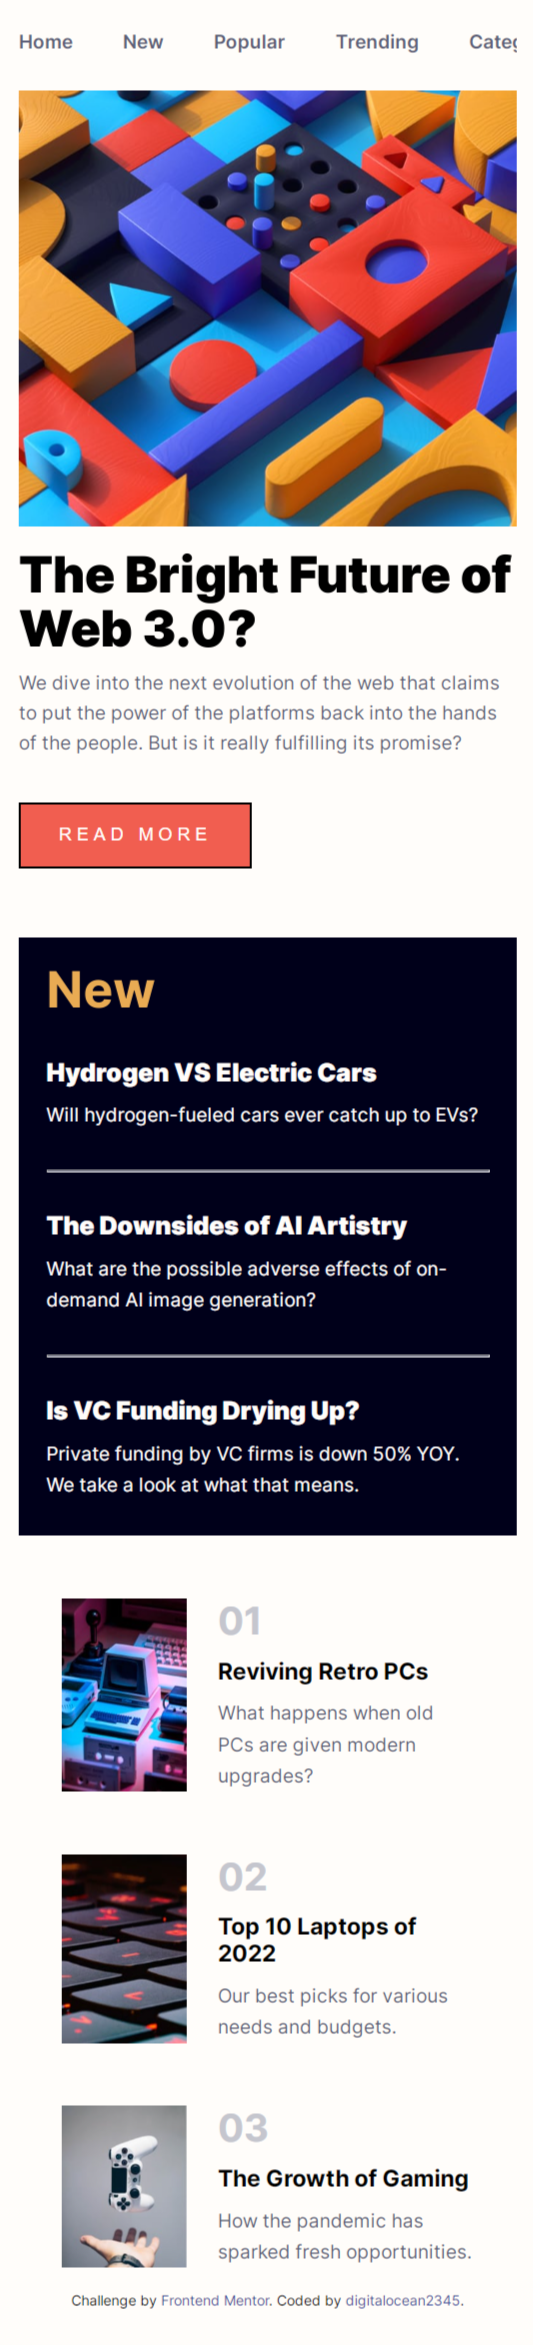 Home New Popular Trending Categ
The Bright Future of
Web 3.0?
We dive into the next evolution of the web that claims
to put the power of the platforms back into the hands
of the people. But is it really fulfilling its promise?
READ MORE
New
Hydrogen VS Electric Cars
Will hydrogen-fueled cars ever catch up to EVs?
The Downsides of AI Artistry
What are the possible adverse effects of on-
demand AI image generation?
Is VC Funding Drying Up?
Private funding by VC firms is down 50% YOY.
We take a look at what that means.
01
Reviving Retro PCs
What happens when old
PCs are given modern
upgrades?
02
Top 10 Laptops of
2022
Our best picks for various
needs and budgets.
03
The Growth of Gaming
How the pandemic has
sparked fresh opportunities.
Challenge by Frontend Mentor. Coded by digitalocean2345.